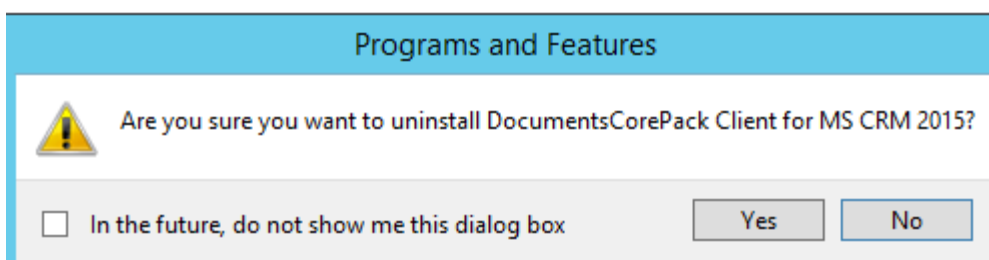 Programs and Features
Are you sure you want to uninstall DocumentsCorePack Client for MS CRM 2015?
In the future, do not show me this dialog box
Yes
No